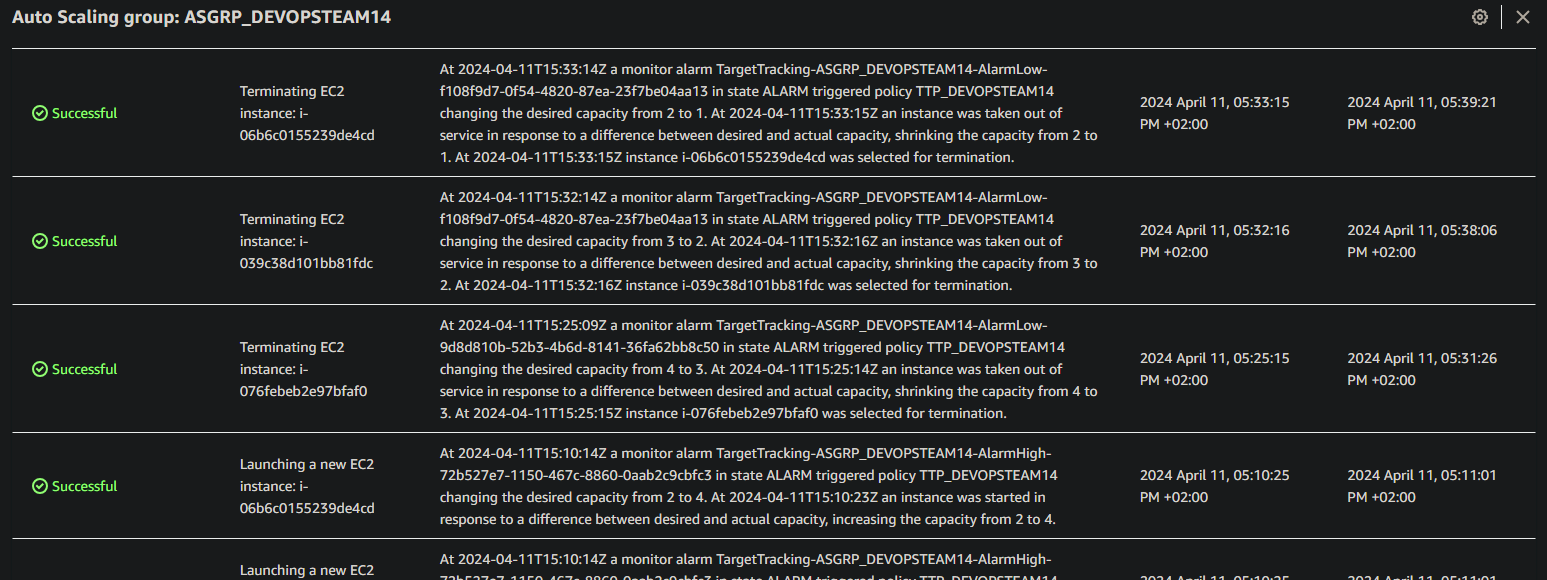 Auto Scaling group: ASGRP_DEVOPSTEAM14
Successful
Terminating EC2
instance: i-
06b6c0155239de4cd
At 2024-04-11T15:33:14Z a monitor alarm TargetTracking-ASGRP_DEVOPSTEAM14-AlarmLow-
f108f9d7-0f54-4820-87ea-23f7be04aa13 in state ALARM triggered policy TTP_DEVOPSTEAM14
changing the desired capacity from 2 to 1. At 2024-04-11T15:33:15Z an instance was taken out of
service in response to a difference between desired and actual capacity, shrinking the capacity from 2 to
1. At 2024-04-11T15:33:15Z instance i-06b6c0155239de4cd was selected for termination.
2024 April 11, 05:33:15
PM +02:00
2024 April 11, 05:39:21
PM +02:00
Successful
Terminating EC2
instance: i-
039c38d101bb81fdc
At 2024-04-11T15:32:14Z a monitor alarm TargetTracking-ASGRP_DEVOPSTEAM14-AlarmLow-
f108f9d7-0f54-4820-87ea-23f7be04aa13 in state ALARM triggered policy TTP_DEVOPSTEAM14
changing the desired capacity from 3 to 2. At 2024-04-11T15:32:16Z an instance was taken out of
service in response to a difference between desired and actual capacity, shrinking the capacity from 3 to
2. At 2024-04-11T15:32:16Z instance i-039c38d101bb81fdc was selected for termination.
2024 April 11, 05:32:16
PM +02:00
2024 April 11, 05:38:06
PM +02:00
Successful
Terminating EC2
instance: i-
076febeb2e97bfaf0
At 2024-04-11T15:25:09Z a monitor alarm TargetTracking-ASGRP_DEVOPSTEAM14-AlarmLow-
9d8d810b-52b3-4b6d-8141-36fa62bb8c50 in state ALARM triggered policy TTP_DEVOPSTEAM14
changing the desired capacity from 4 to 3. At 2024-04-11T15:25:14Z an instance was taken out of
service in response to a difference between desired and actual capacity, shrinking the capacity from 4 to
3. At 2024-04-11T15:25:15Z instance i-076febeb2e97bfaf0 was selected for termination.
2024 April 11, 05:25:15
PM +02:00
2024 April 11, 05:31:26
PM +02:00
Successful
Launching a new EC2
instance: i-
06b6c0155239de4cd
At 2024-04-11T15:10:14Z a monitor alarm TargetTracking-ASGRP_DEVOPSTEAM14-AlarmHigh-
72b527e7-1150-467c-8860-0aab2c9cbfc3 in state ALARM triggered policy TTP_DEVOPSTEAM14
changing the desired capacity from 2 to 4. At 2024-04-11T15:10:23Z an instance was started in
response to a difference between desired and actual capacity, increasing the capacity from 2 to 4.
2024 April 11, 05:10:25
PM +02:00
2024 April 11, 05:11:01
PM +02:00
Launching a new EC2
At 2024-04-11T15:10:14Z a monitor alarm TargetTracking-ASGRP_DEVOPSTEAM14-AlarmHigh-